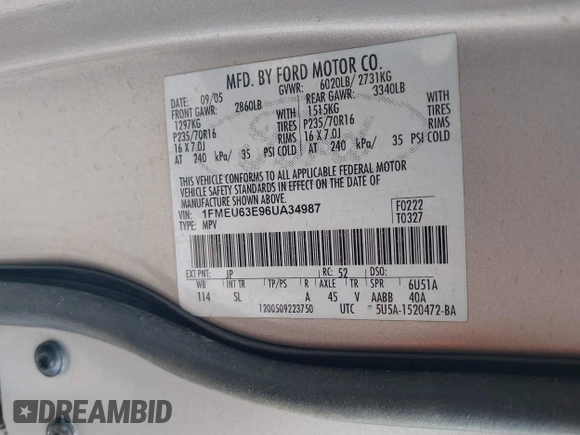 MFD. BY FORD MOTOR CO.
DATE: 09/05 GVWR: 6020LB/ 2731KG
FRONT GAWR: 2860LB REAR GAWR: 3340LB
1297KG 1515KG
P235/70R16 TIRES P235/70R16 TIRES
16 X 7.0J RIMS 16 X 7.0J RIMS
AT 240 kPa/ 35 PSI COLD AT 240 kPa/ 35 PSI COLD
THIS VEHICLE CONFORMS TO ALL APPLICABLE FEDERAL MOTOR
VEHICLE SAFETY STANDARDS IN EFFECT ON THE DATE OF
MANUFACTURE SHOWN ABOVE.
VIN: 1FMEU63E96UA34987 F0222
TYPE: MPV T0327
EXT PNT: JP RC: 52 DSO:
WB INT TR TP/PS R AXLE TR SPR 6U51A
114 SL A 45 V AABB 40A
1200509223750 UTC 5U5A-1520472-BA
Ford
DREAMBID